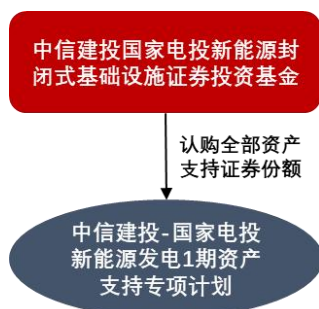 中信建投国家电投新能源封
闭式基础设施证券投资基金
认购全部资产
支持证券份额
中信建投-国家电投
新能源发电1期资产
支持专项计划